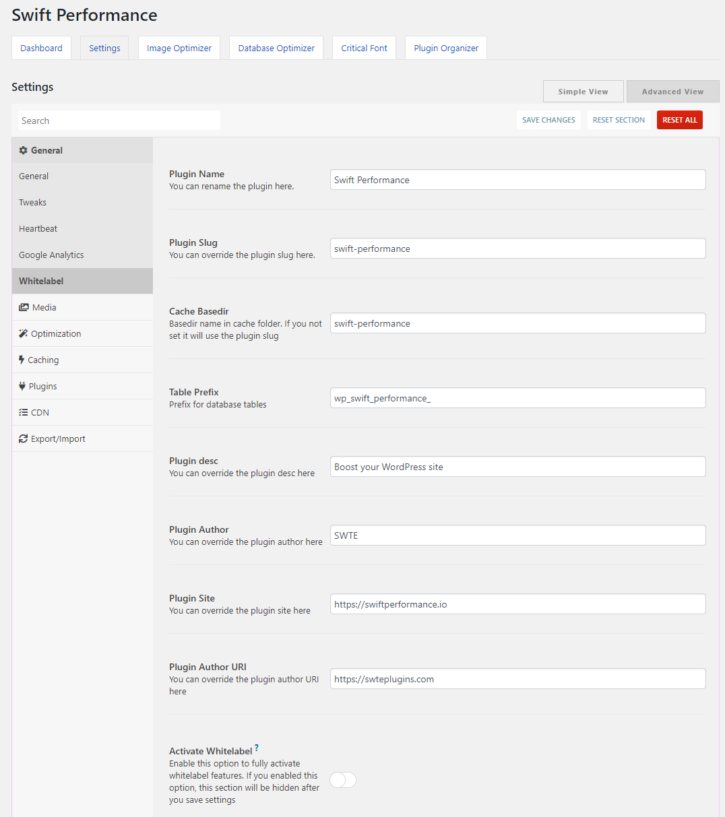 Swift Performance
Dashboard
Settings
Image Optimizer
Database Optimizer
Critical Font
Plugin Organizer
Settings
Simple View
Advanced View
Search
SAVE CHANGES
RESET SECTION
RESET ALL
General
General
Tweaks
Heartbeat
Google Analytics
Whitelabel
Media
Optimization
Caching
Plugins
CDN
Export/Import
Plugin Name
You can rename the plugin here.
Swift Performance
Plugin Slug
You can override the plugin slug here.
swift-performance
Cache Basedir
Basedir name in cache folder. If you not
set it will use the plugin slug
swift-performance
Table Prefix
Prefix for database tables
wp_swift_performance_
Plugin desc
You can override the plugin desc here
Boost your WordPress site
Plugin Author
You can override the plugin author here
SWTE
Plugin Site
You can override the plugin site here
https://swiftperformance.io
Plugin Author URI
You can override the plugin author URI
here
https://swteplugins.com
Activate Whitelabel ?
Enable this option to fully activate
whitelabel features. If you enabled this
option, this section will be hidden after
you save settings